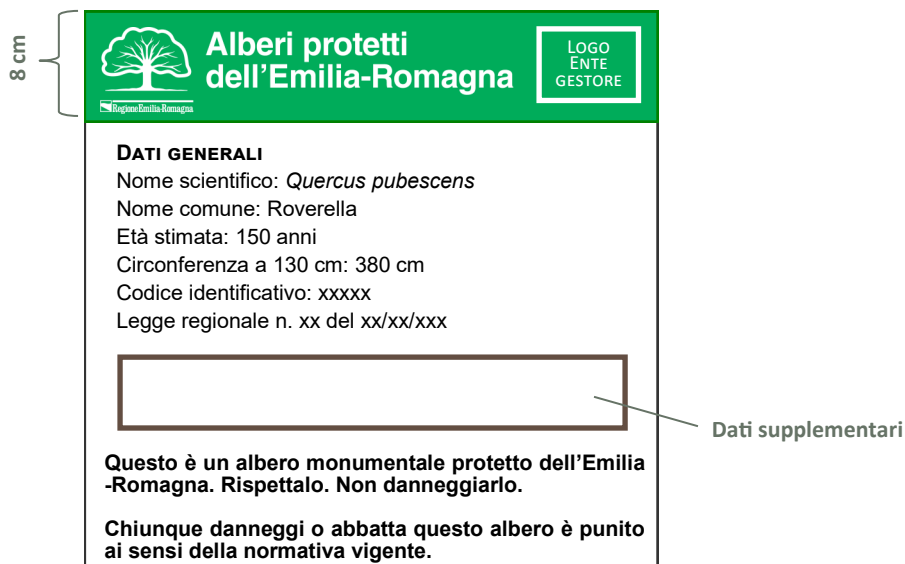 8 cm
Alberi protetti
dell'Emilia-Romagna
RegioneEmilia-Romagna
LOGO
ENTE
GESTORE
DATI GENERALI
Nome scientifico: Quercus pubescens
Nome comune: Roverella
Età stimata: 150 anni
Circonferenza a 130 cm: 380 cm
Codice identificativo: xxxxx
Legge regionale n. xx del xx/xx/xxx
Dati supplementari
Questo è un albero monumentale protetto dell'Emilia
-Romagna. Rispettalo. Non danneggiarlo.
Chiunque danneggi o abbatta questo albero è punito
ai sensi della normativa vigente.